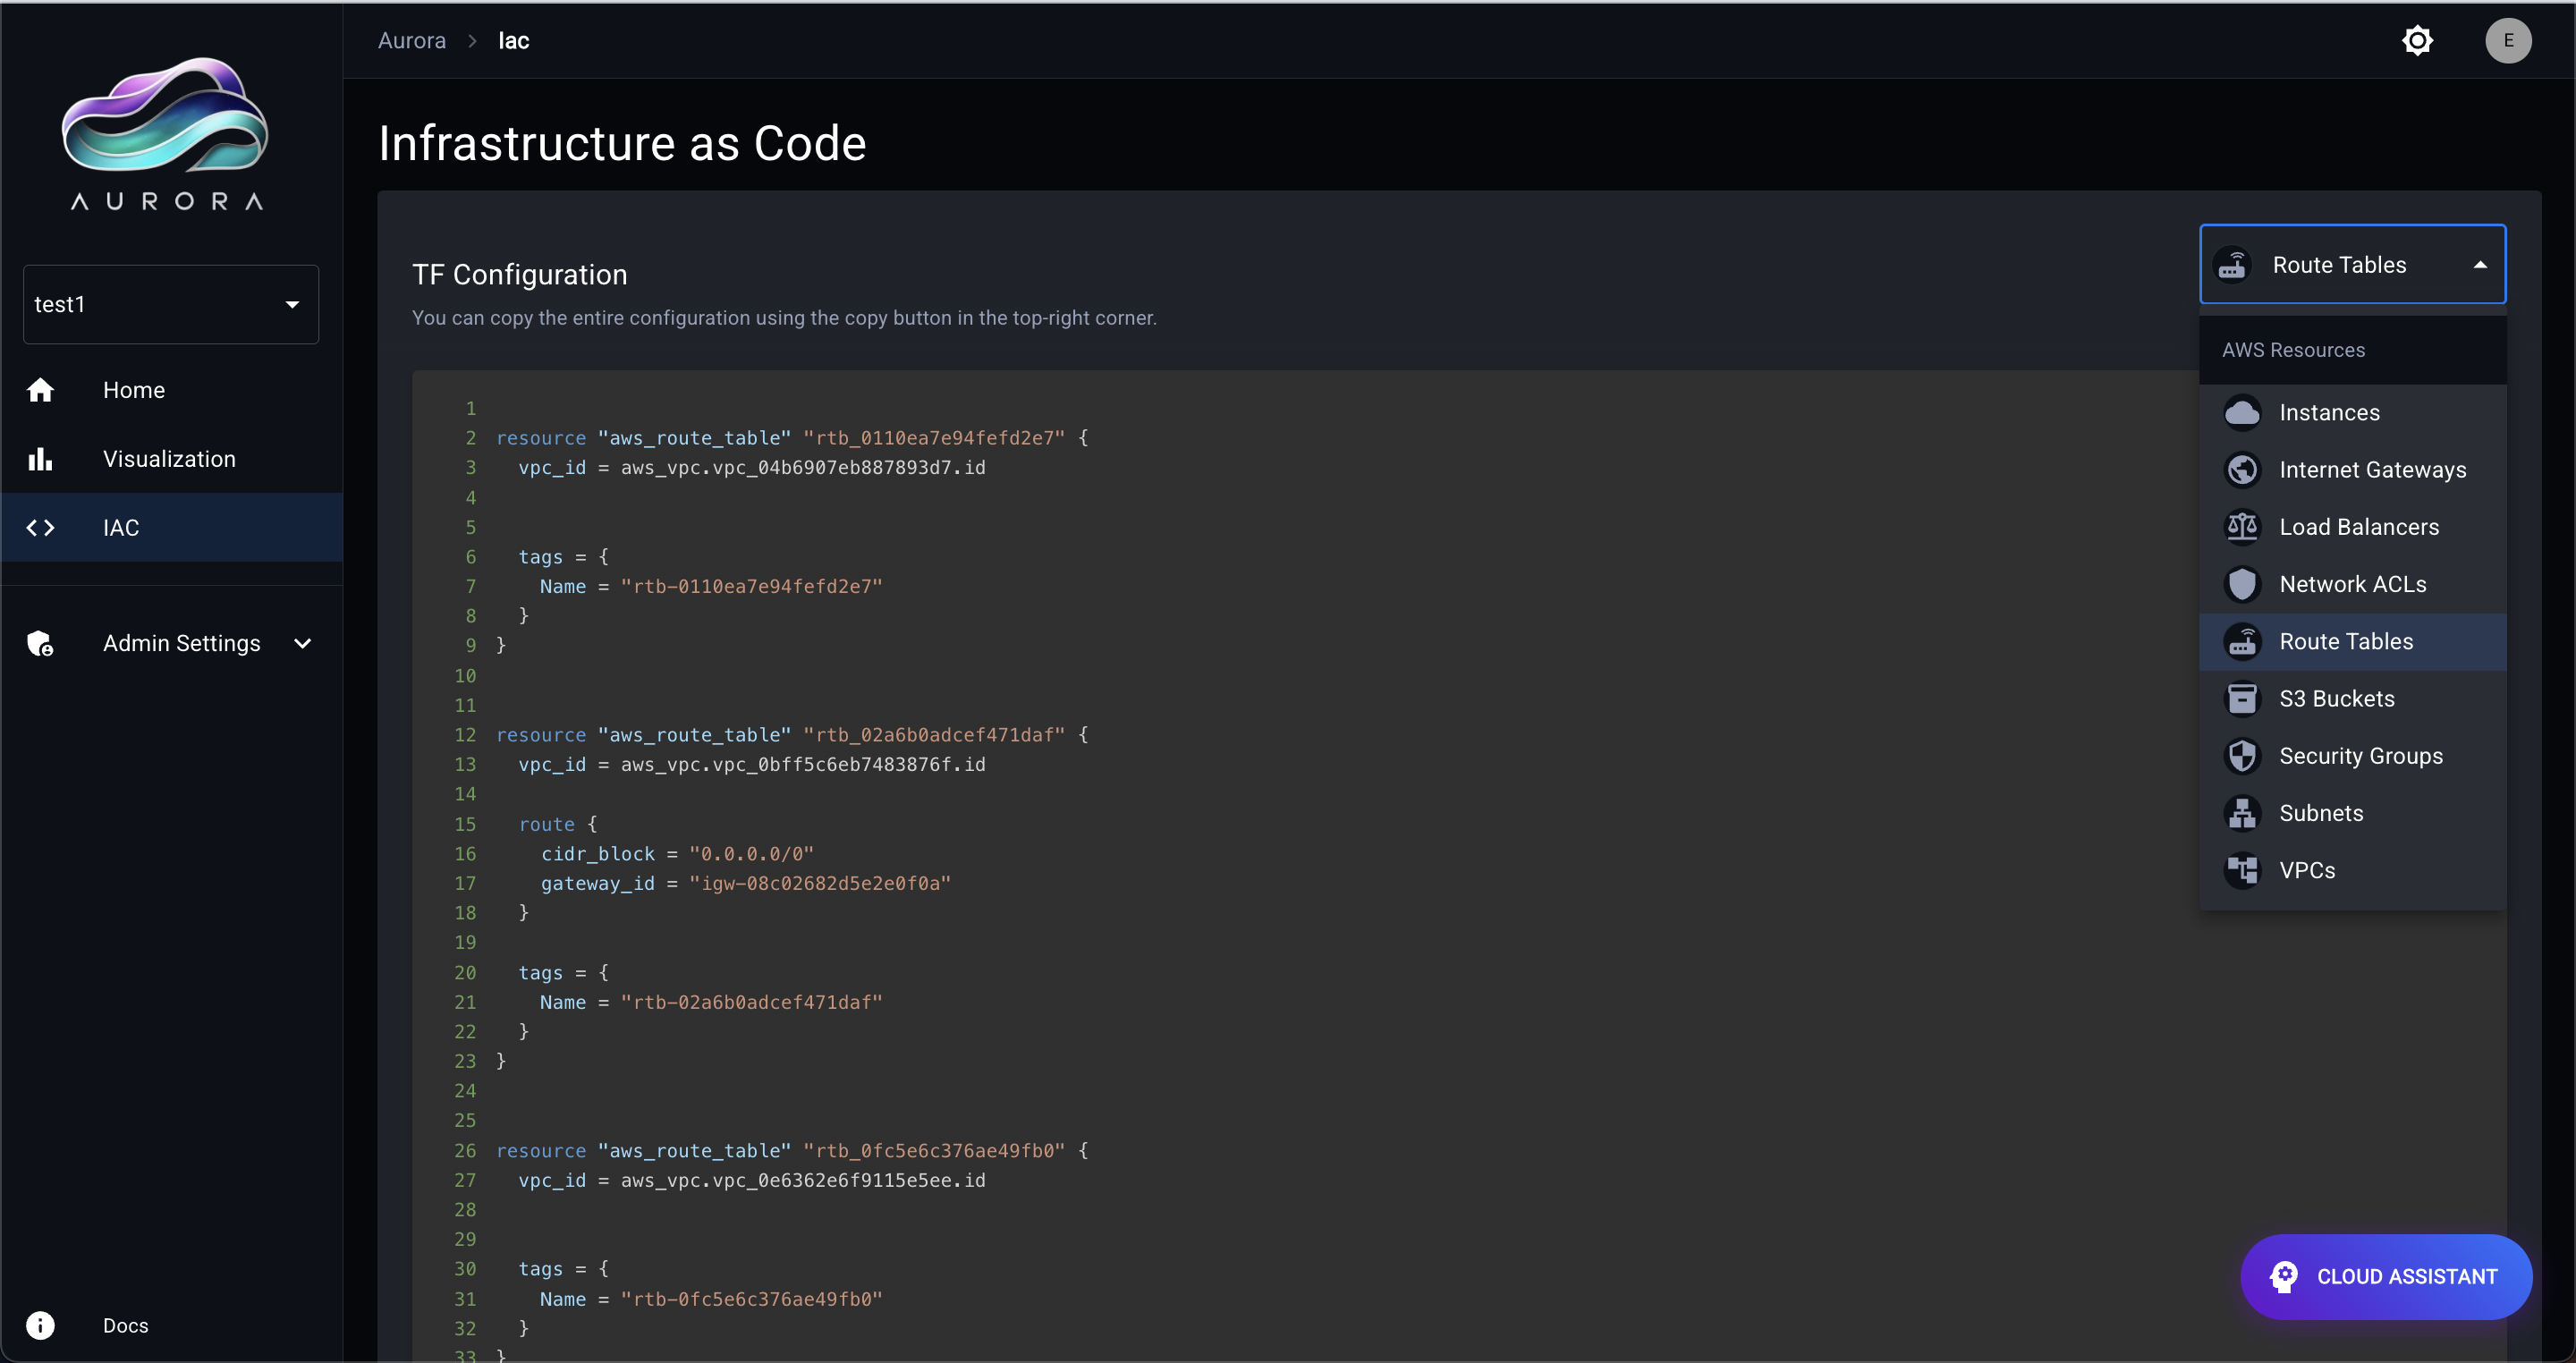 AURORA
test1
Home
Visualization
IAC
Admin Settings
Docs
Aurora > Iac
E
Infrastructure as Code
TF Configuration
You can copy the entire configuration using the copy button in the top-right corner.
Route Tables
AWS Resources
Instances
Internet Gateways
Load Balancers
Network ACLs
Route Tables
S3 Buckets
Security Groups
Subnets
VPCs
1
2 resource "aws_route_table" "rtb_0110ea7e94fefd2e7" {
3   vpc_id = aws_vpc.vpc_04b6907eb887893d7.id
4
5
6   tags = {
7     Name = "rtb-0110ea7e94fefd2e7"
8   }
9 }
10
11
12 resource "aws_route_table" "rtb_02a6b0adcef471daf" {
13   vpc_id = aws_vpc.vpc_0bff5c6eb7483876f.id
14
15   route {
16     cidr_block = "0.0.0.0/0"
17     gateway_id = "igw-08c02682d5e2e0f0a"
18   }
19
20   tags = {
21     Name = "rtb-02a6b0adcef471daf"
22   }
23 }
24
25
26 resource "aws_route_table" "rtb_0fc5e6c376ae49fb0" {
27   vpc_id = aws_vpc.vpc_0e6362e6f9115e5ee.id
28
29
30   tags = {
31     Name = "rtb-0fc5e6c376ae49fb0"
32   }
33 }
CLOUD ASSISTANT